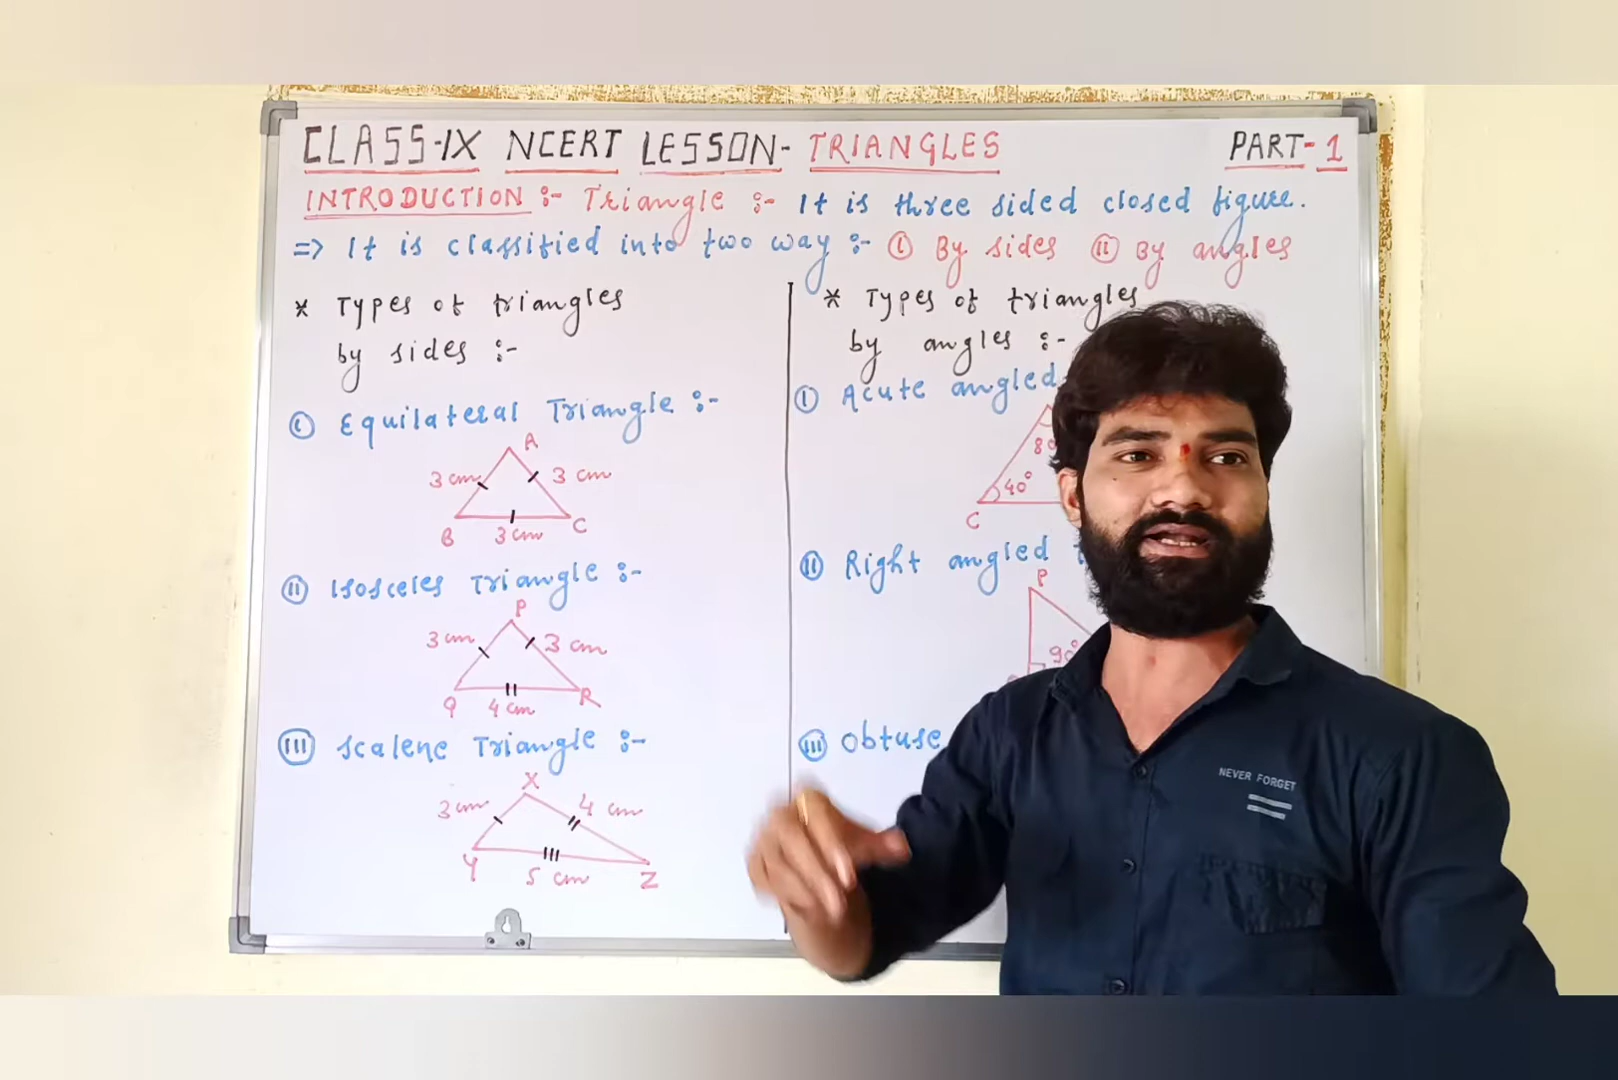 CLASS-IX NCERT LESSON- TRIANGLES PART-1
INTRODUCTION :- Triangle :- It is three sided closed figure.
=> It is classified into two way :- (i) By sides (ii) By angles
* Types of triangles
by sides :-
(i) Equilateral Triangle :-
A
3 cm 3 cm
B 3 cm C
(ii) Isosceles Triangle :-
P
3 cm 3 cm
Q 4 cm R
(iii) Scalene Triangle :-
X
3 cm 4 cm
Y 5 cm Z
* Types of triangles
by angles :-
(i) Acute angled
40°
C
(ii) Right angled
P
90°
(iii) Obtuse
NEVER FORGET